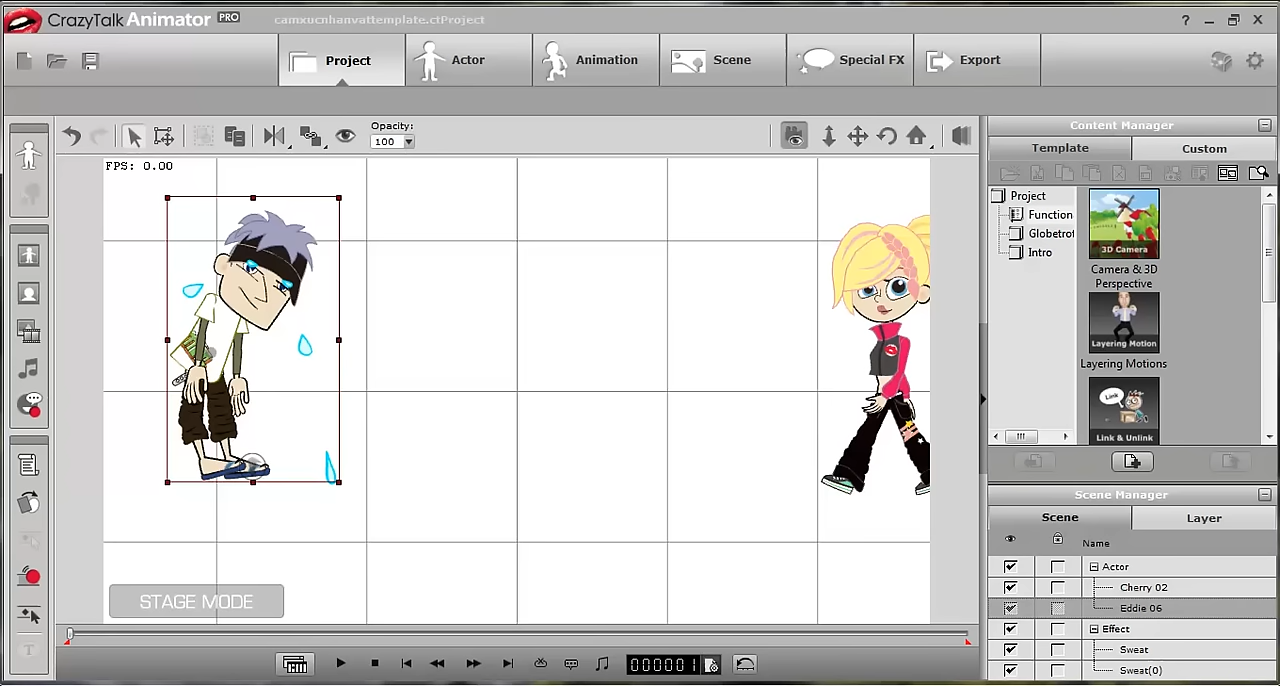 CrazyTalk Animator PRO
camxucnhanvattemplate.ctProject
?
Project
Actor
Animation
Scene
Special FX
Export
Opacity:
100
FPS: 0.00
STAGE MODE
000001
Content Manager
Template
Custom
Project
Function
Globetrot
Intro
3D Camera
Camera & 3D
Perspective
Layering Motion
Layering Motions
Link
Link & Unlink
Scene Manager
Scene
Layer
Name
Actor
Cherry 02
Eddie 06
Effect
Sweat
Sweat(0)